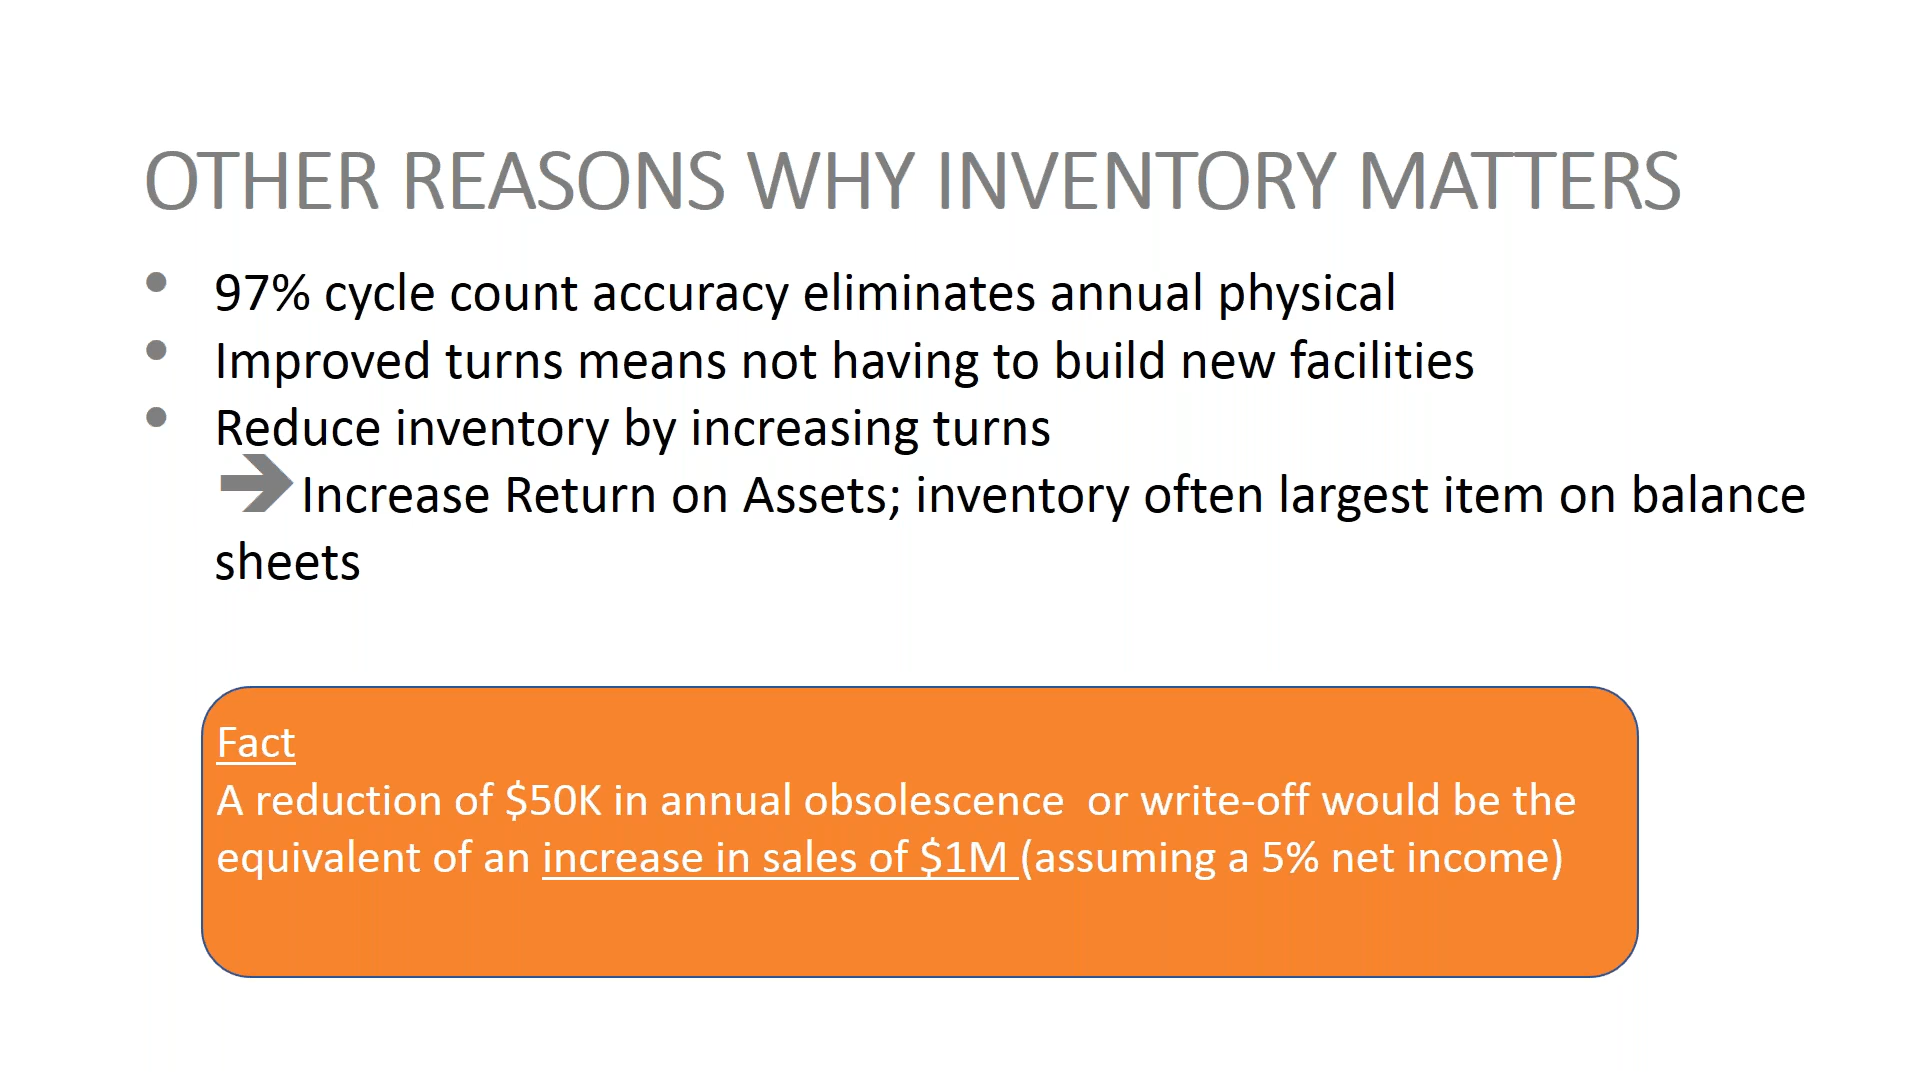 OTHER REASONS WHY INVENTORY MATTERS
• 97% cycle count accuracy eliminates annual physical
• Improved turns means not having to build new facilities
• Reduce inventory by increasing turns
➔Increase Return on Assets; inventory often largest item on balance
sheets
Fact
A reduction of $50K in annual obsolescence  or write-off would be the
equivalent of an increase in sales of $1M (assuming a 5% net income)